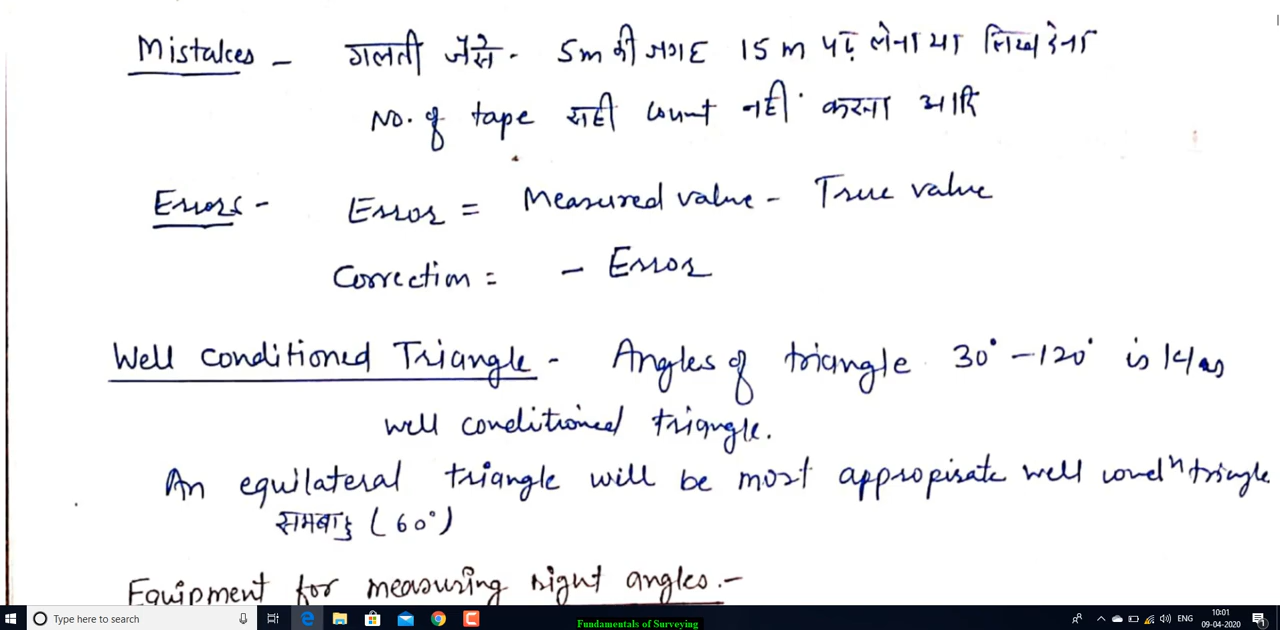 Mistakes - गलती जैसे - 5m की जगह 15m पढ़ लेना या लिख देना
No. of tape सही count नहीं करना आदि
Errors - Error = Measured value - True value
Correction = - Error
Well Conditioned Triangle - Angles of triangle 30° - 120° is k/as
well conditioned triangle.
An equilateral triangle will be most appropisate well condⁿ triangle
समबाहु (60°)
Equipment for measuring right angles.-
Type here to search
ENG
10:01
09-04-2020
1
Fundamentals of Surveying